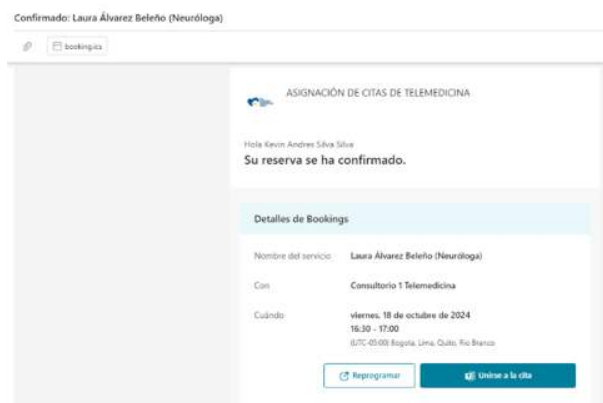 Confirmado: Laura Álvarez Beleño (Neuróloga)
booking.ics
ASIGNACIÓN DE CITAS DE TELEMEDICINA
Hola Kevin Andres Silva Silva
Su reserva se ha confirmado.
Detalles de Bookings
Nombre del servicio Laura Álvarez Beleño (Neuróloga)
Con Consultorio 1 Telemedicina
Cuándo viernes, 18 de octubre de 2024
16:30 - 17:00
(UTC-05:00) Bogota, Lima, Quito, Rio Branco
Reprogramar Unirse a la cita